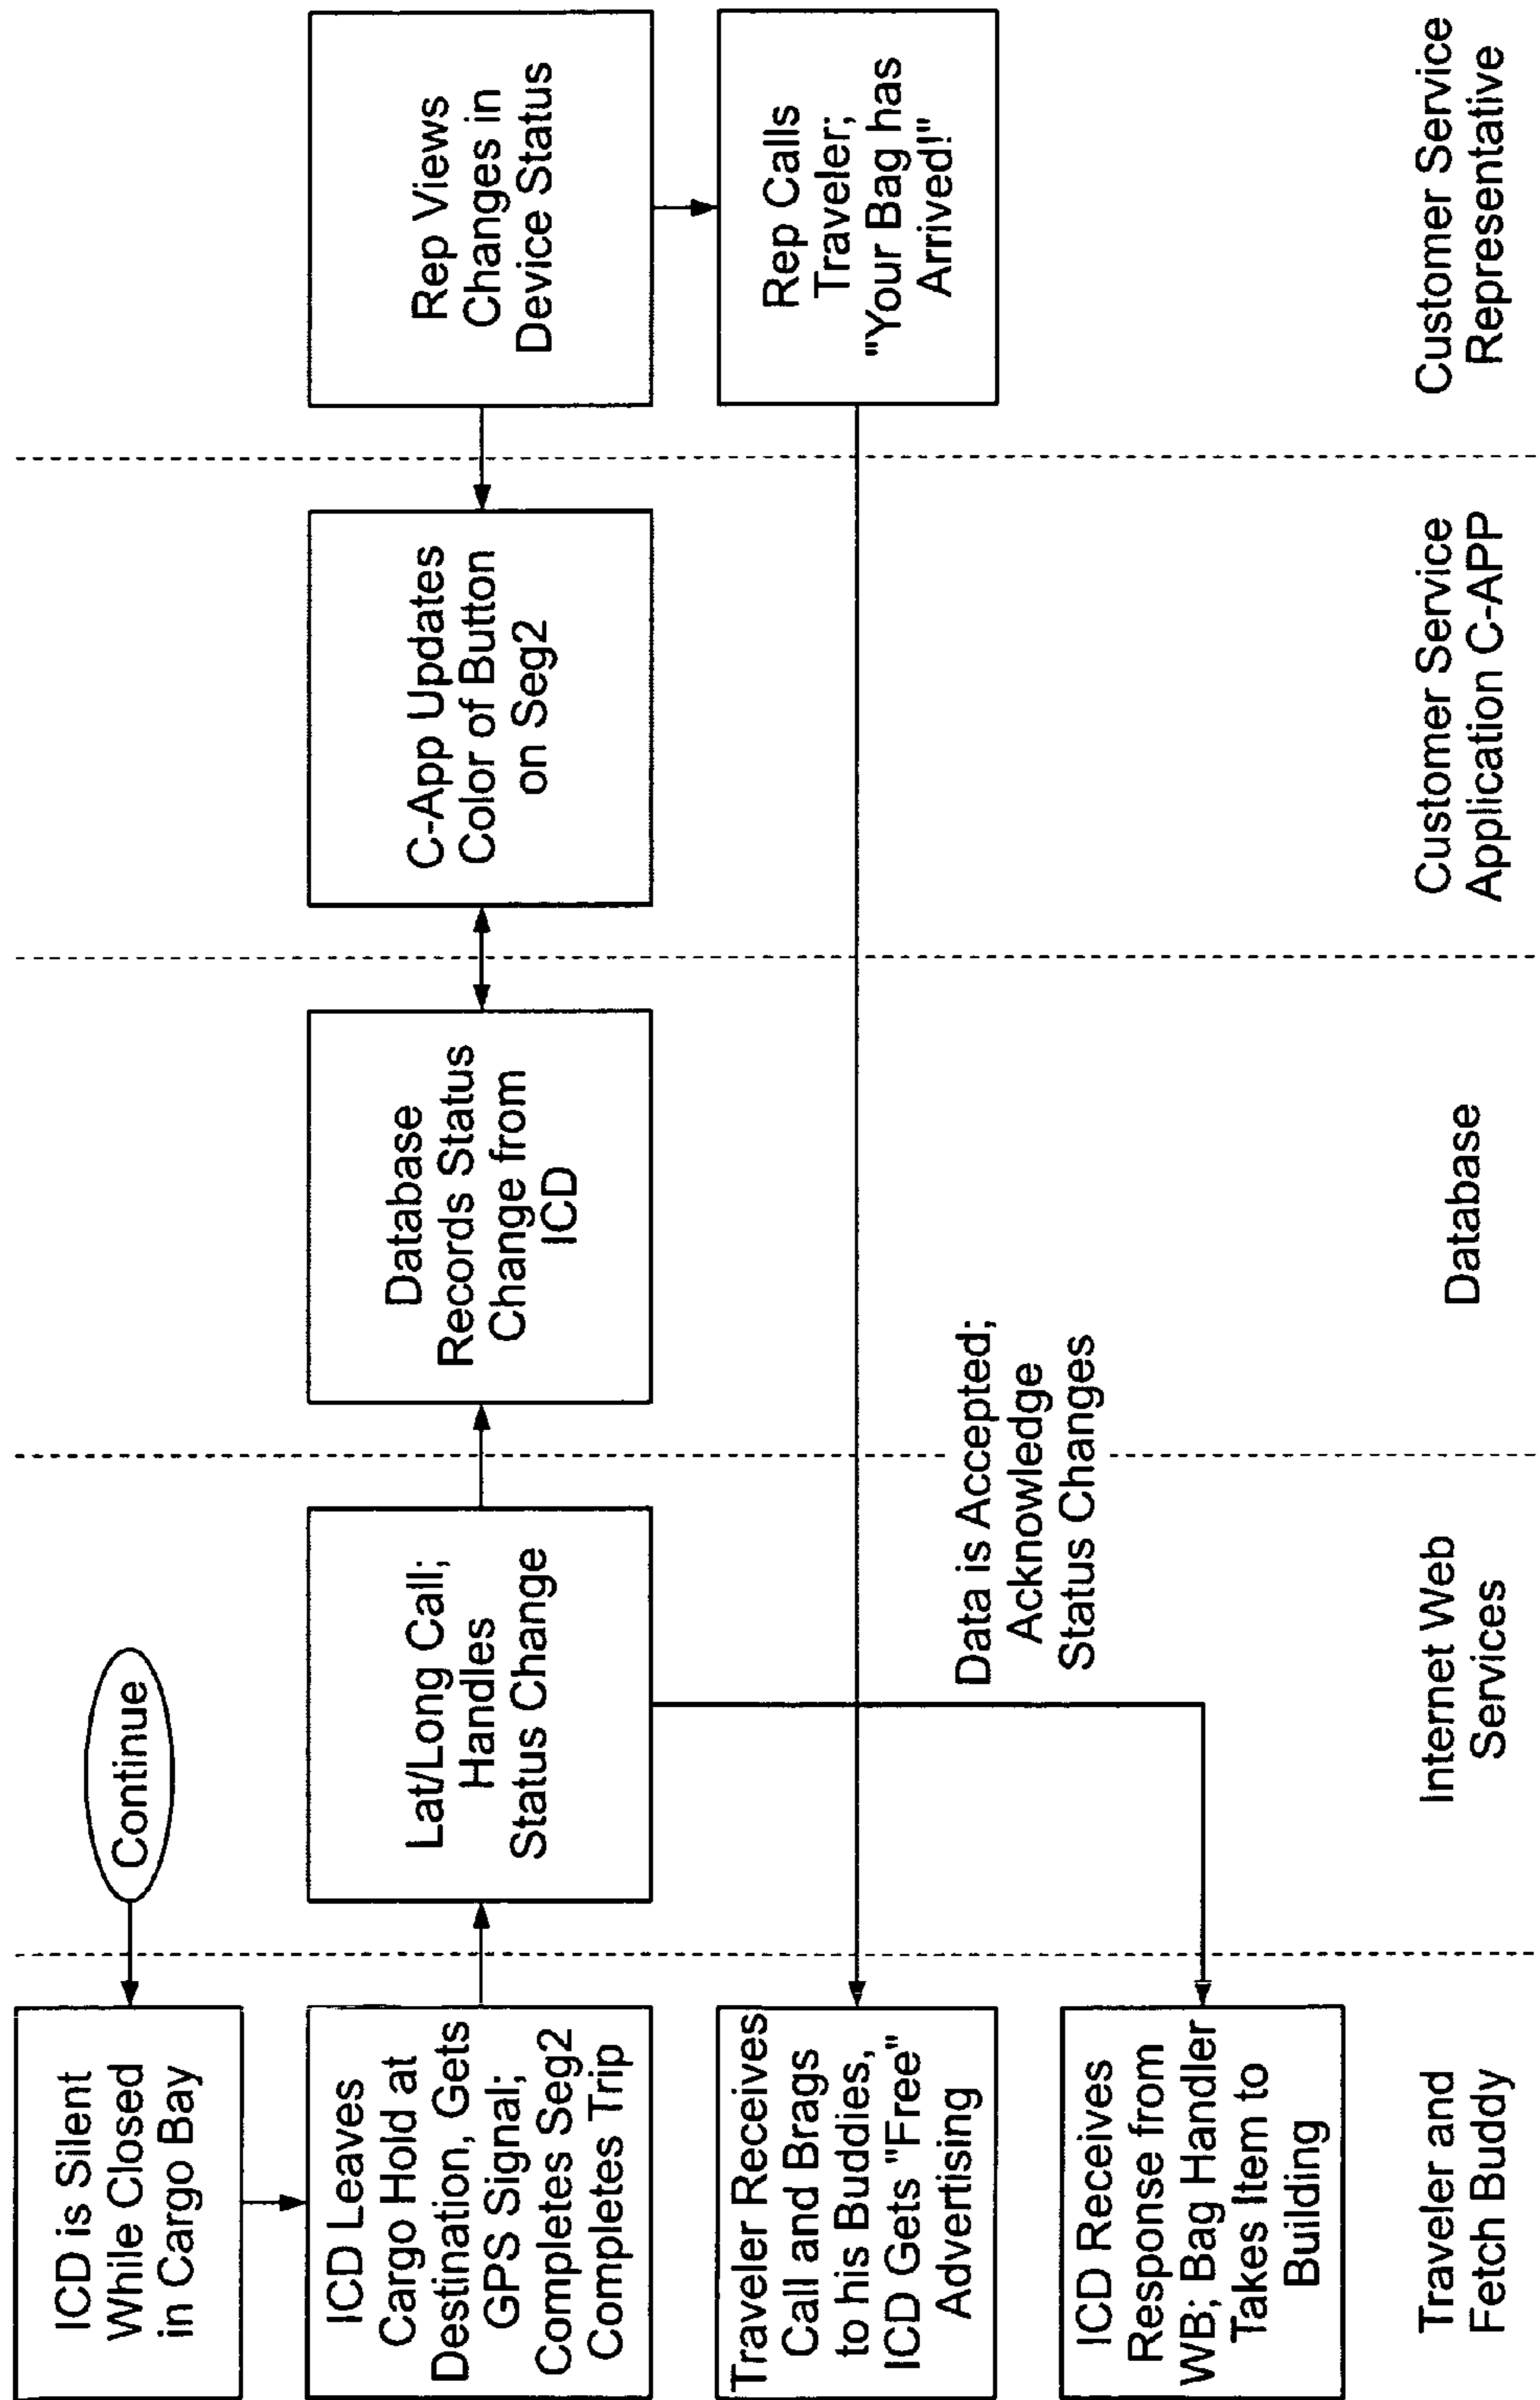 Continue
ICD is Silent
While Closed
in Cargo Bay
ICD Leaves
Cargo Hold at
Destination, Gets
GPS Signal;
Completes Seg2
Completes Trip
Lat/Long Call;
Handles
Status Change
Database
Records Status
Change from
ICD
C-App Updates
Color of Button
on Seg2
Rep Views
Changes in
Device Status
Traveler Receives
Call and Brags
to his Buddies,
ICD Gets "Free"
Advertising
Rep Calls
Traveler;
"Your Bag has
Arrived!"
Data is Accepted;
Acknowledge
Status Changes
ICD Receives
Response from
WB; Bag Handler
Takes Item to
Building
Traveler and
Fetch Buddy
Internet Web
Services
Database
Customer Service
Application C-APP
Customer Service
Representative